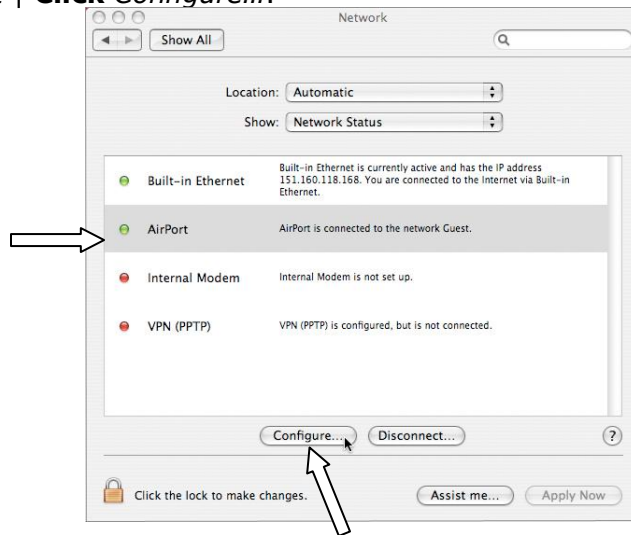 Click Configure...
Network
Show All
Location: Automatic
Show: Network Status
Built-in Ethernet
Built-in Ethernet is currently active and has the IP address
151.160.118.168. You are connected to the Internet via Built-in
Ethernet.
AirPort
AirPort is connected to the network Guest.
Internal Modem
Internal Modem is not set up.
VPN (PPTP)
VPN (PPTP) is configured, but is not connected.
Configure...
Disconnect...
?
Click the lock to make changes.
Assist me...
Apply Now